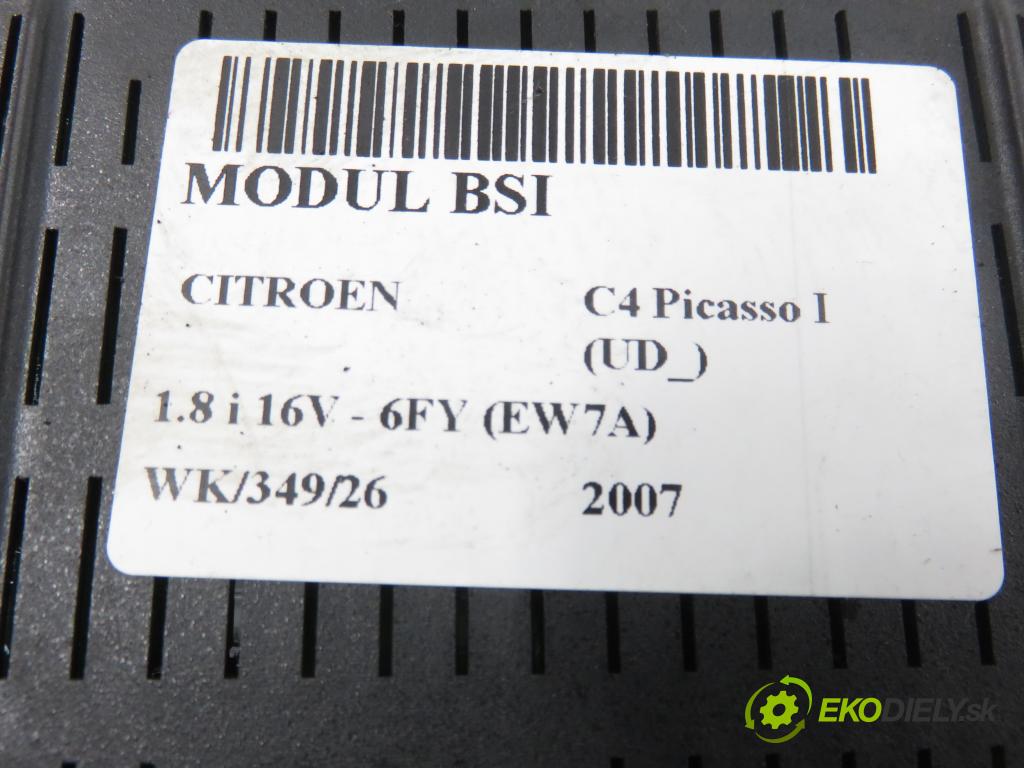 MODUL BSI
CITROEN
C4 Picasso I
(UD_)
1.8 i 16V - 6FY (EW7A)
WK/349/26
2007
EKODIELY.sk